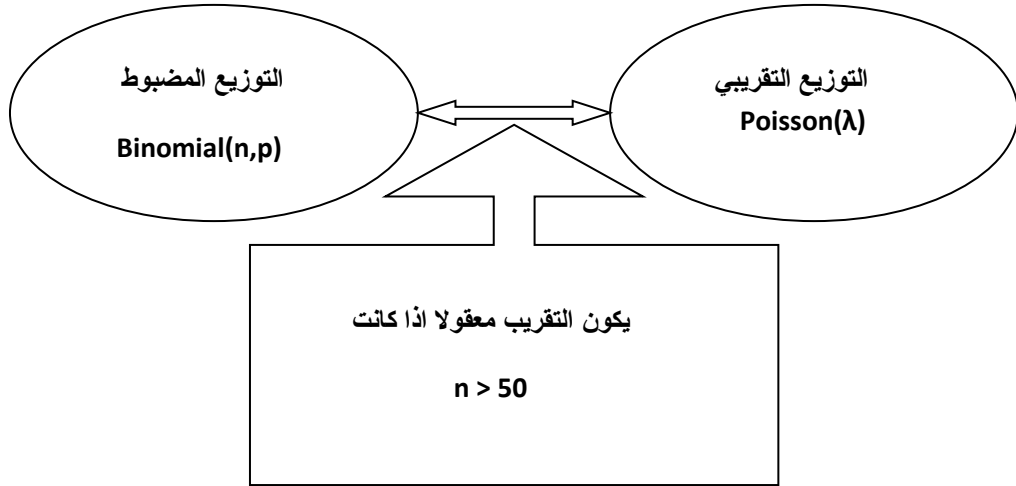 التوزيع المضبوط
Binomial(n,p)
التوزيع التقريبي
Poisson(λ)
يكون التقريب معقولا اذا كانت
n > 50